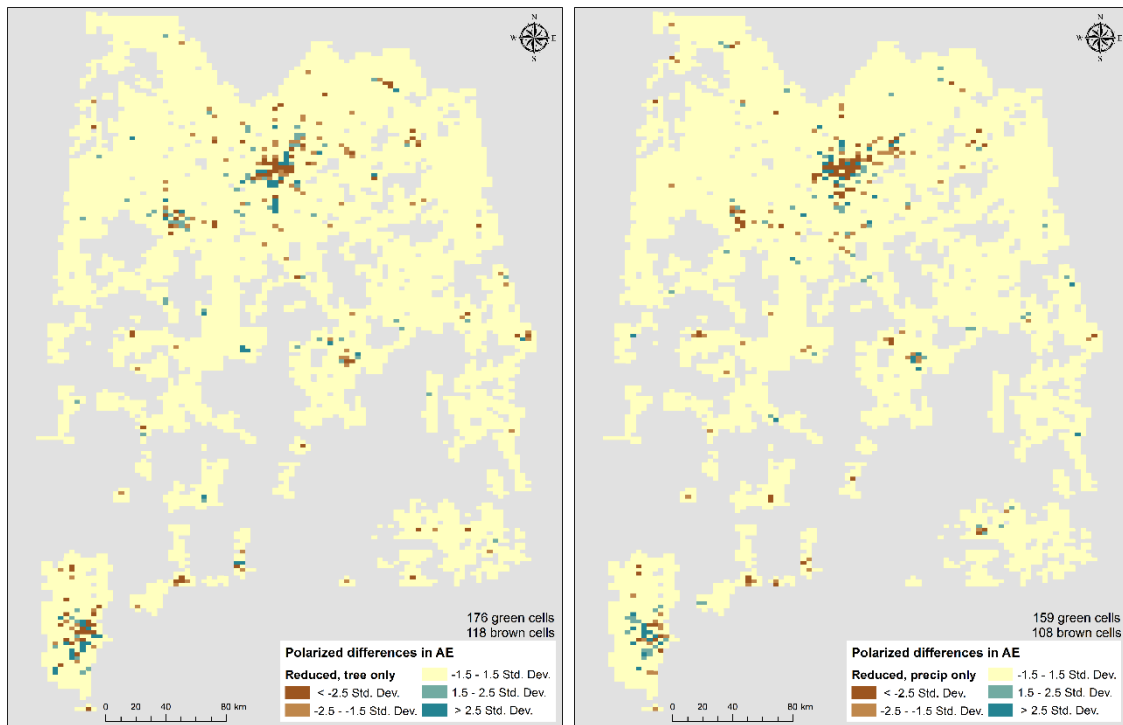 N
W E
S
176 green cells
118 brown cells
Polarized differences in AE
Reduced, tree only
< -2.5 Std. Dev.
-2.5 - -1.5 Std. Dev.
-1.5 - 1.5 Std. Dev.
1.5 - 2.5 Std. Dev.
> 2.5 Std. Dev.
0 20 40 80 km
N
W E
S
159 green cells
108 brown cells
Polarized differences in AE
Reduced, precip only
< -2.5 Std. Dev.
-2.5 - -1.5 Std. Dev.
-1.5 - 1.5 Std. Dev.
1.5 - 2.5 Std. Dev.
> 2.5 Std. Dev.
0 20 40 80 km